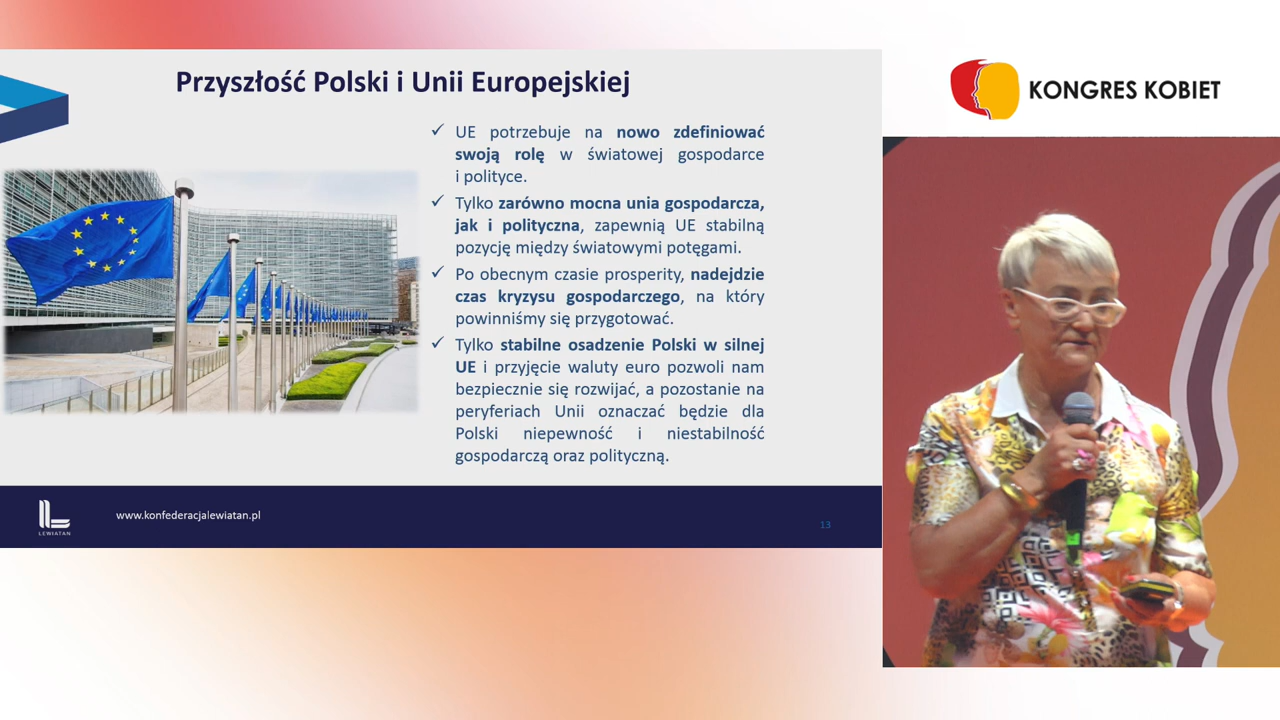 Przyszłość Polski i Unii Europejskiej
UE potrzebuje na nowo zdefiniować
swoją rolę w światowej gospodarce
i polityce.
Tylko zarówno mocna unia gospodarcza,
jak i polityczna, zapewnią UE stabilną
pozycję między światowymi potęgami.
Po obecnym czasie prosperity, nadejdzie
czas kryzysu gospodarczego, na który
powinniśmy się przygotować.
Tylko stabilne osadzenie Polski w silnej
UE i przyjęcie waluty euro pozwoli nam
bezpiecznie się rozwijać, a pozostanie na
peryferiach Unii oznaczać będzie dla
Polski niepewność i niestabilność
gospodarczą oraz polityczną.
LEWIATAN
www.konfederacjalewiatan.pl
13
KONGRES KOBIET